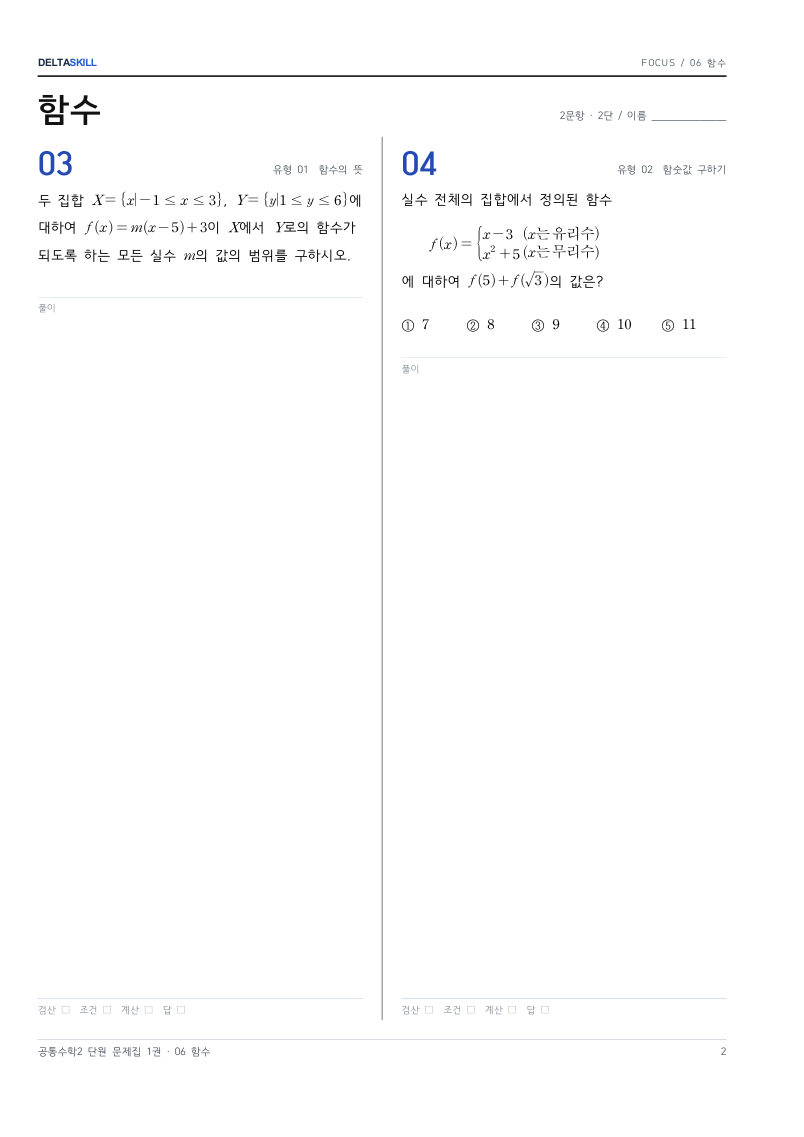 DELTASKILL
FOCUS / 06 함수
함수
2문항 · 2단 / 이름 ______________
03
유형 01 함수의 뜻
두 집합 X={x|−1≤x≤3}, Y={y|1≤y≤6}에
대하여 f(x)=m(x−5)+3이 X에서 Y로의 함수가
되도록 하는 모든 실수 m의 값의 범위를 구하시오.
풀이
검산 □ 조건 □ 계산 □ 답 □
04
유형 02 함숫값 구하기
실수 전체의 집합에서 정의된 함수
f(x)={x−3 (x는 유리수)
x²+5 (x는 무리수)
에 대하여 f(5)+f(√3)의 값은?
① 7 ② 8 ③ 9 ④ 10 ⑤ 11
풀이
검산 □ 조건 □ 계산 □ 답 □
공통수학2 단원 문제집 1권 · 06 함수
2